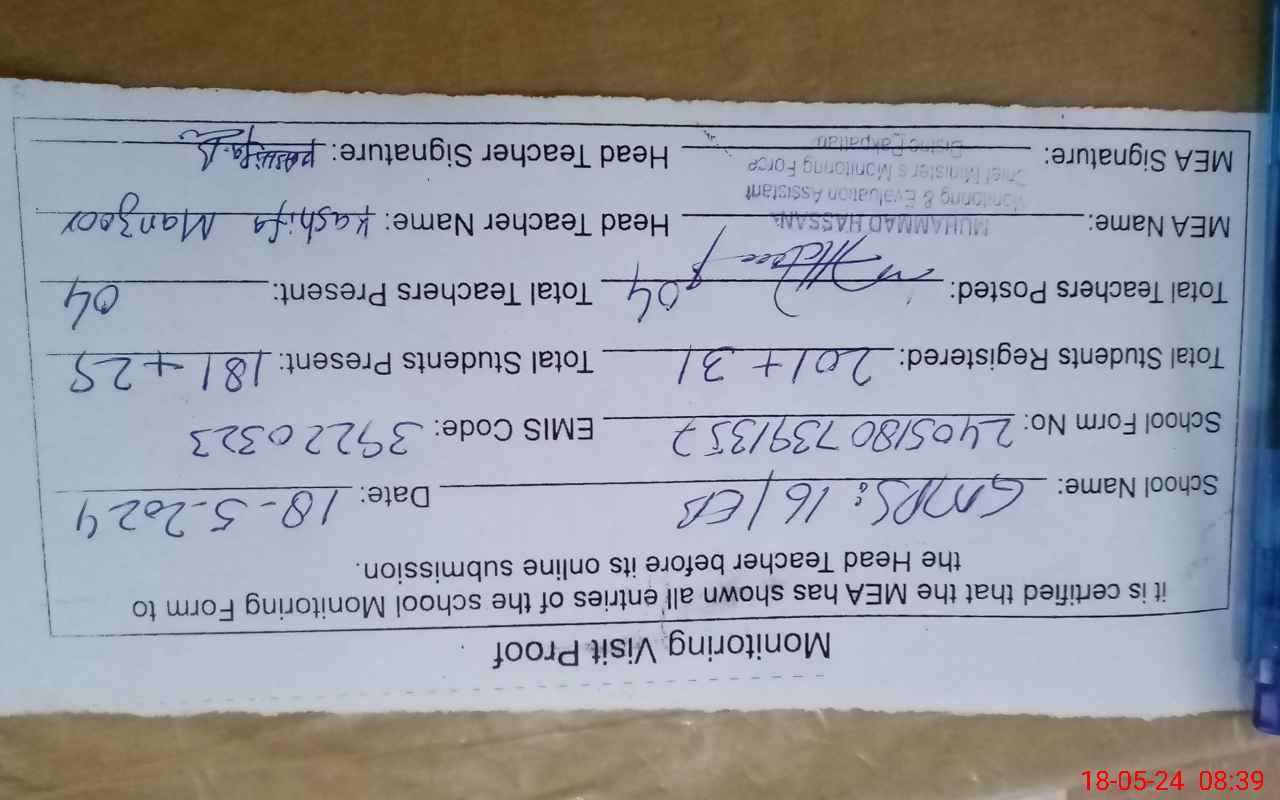 Monitoring Visit Proof
it is certified that the MEA has shown all entries of the school Monitoring Form to
the Head Teacher before its online submission.
School Name: GMPS: 16/EB Date: 18-5-2024
School Form No: 24051807391357 EMIS Code: 39220323
Total Students Registered: 201+31 Total Students Present: 181+25
Total Teachers Posted: 04 Total Teachers Present: 04
MEA Name: MUHAMMAD HASSAN Head Teacher Name: Kashifa Manzoor
Monitoring & Evaluation Assistant
Chief Minister's Monitoring Force
MEA Signature: District Pakpattan Head Teacher Signature: Kashifa
18-05-24 08:39